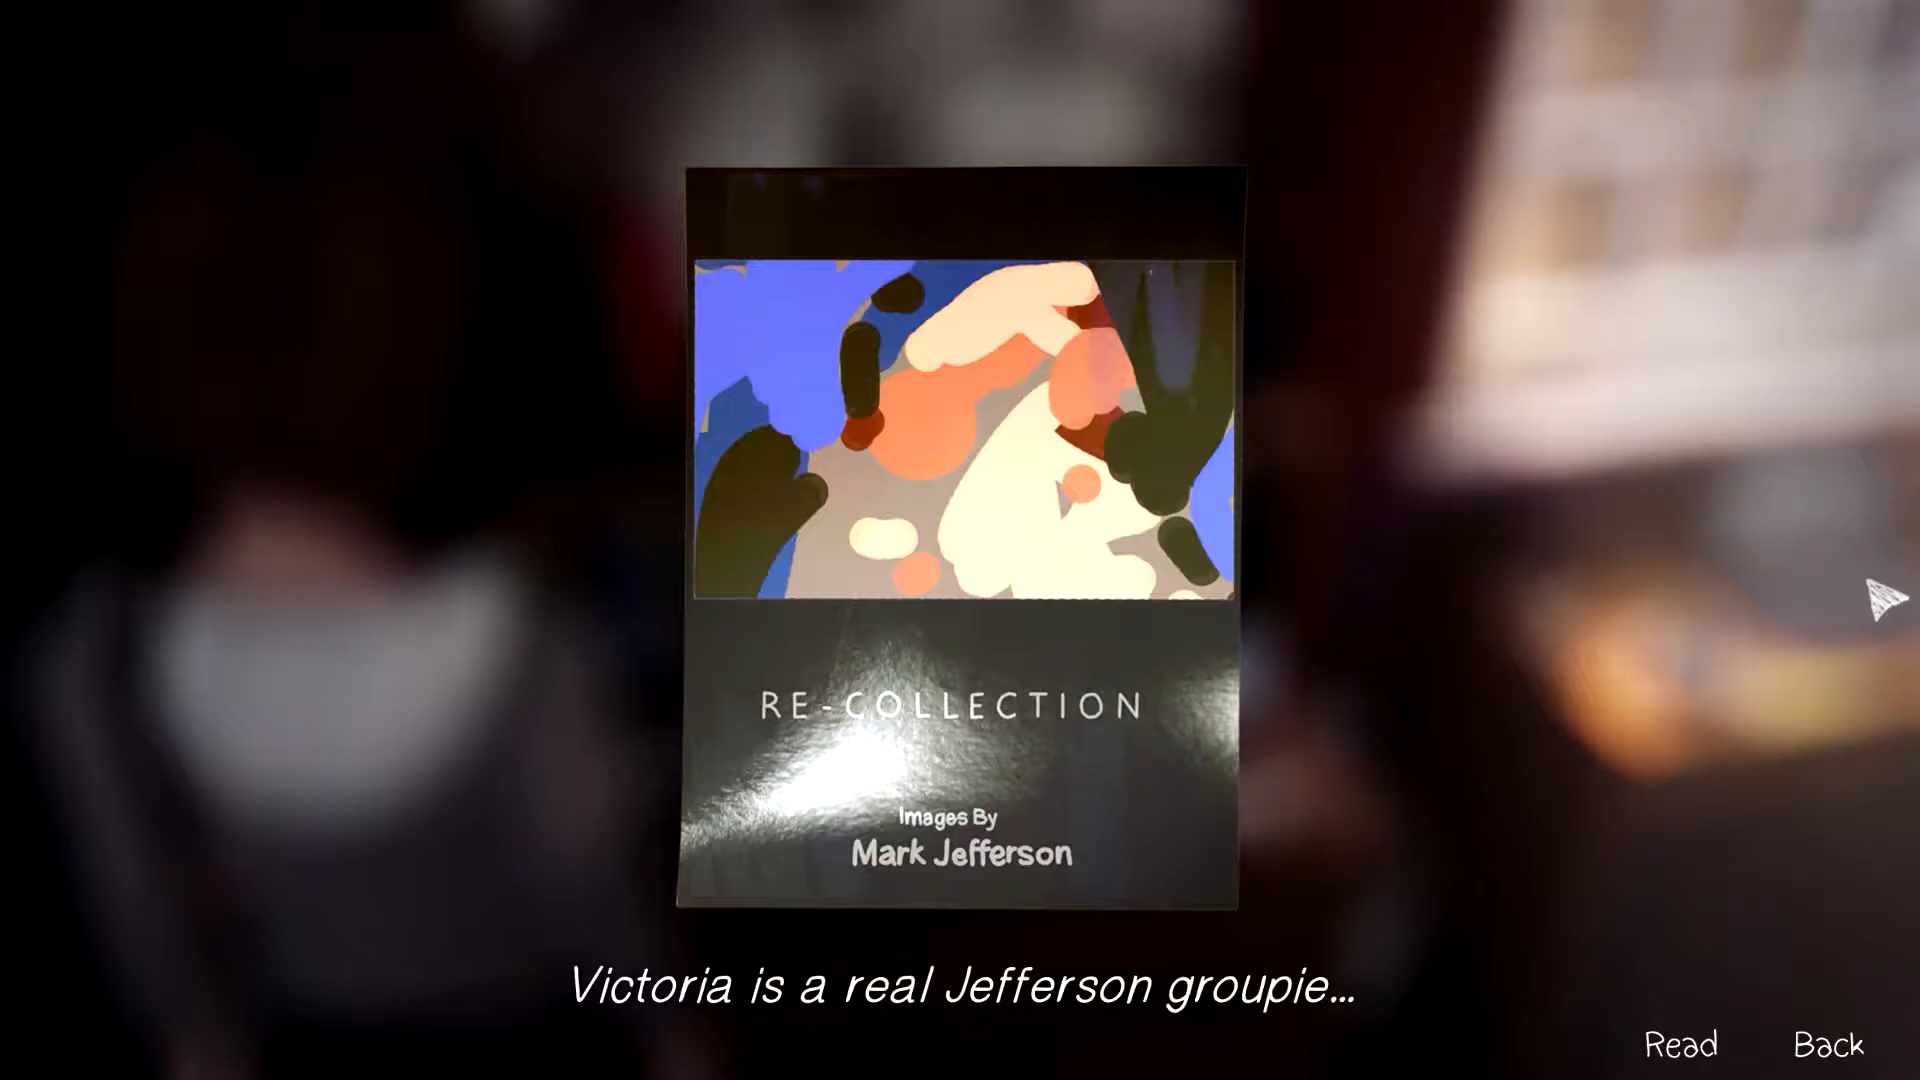 RE-COLLECTION
Images By
Mark Jefferson
Victoria is a real Jefferson groupie...
Read Back